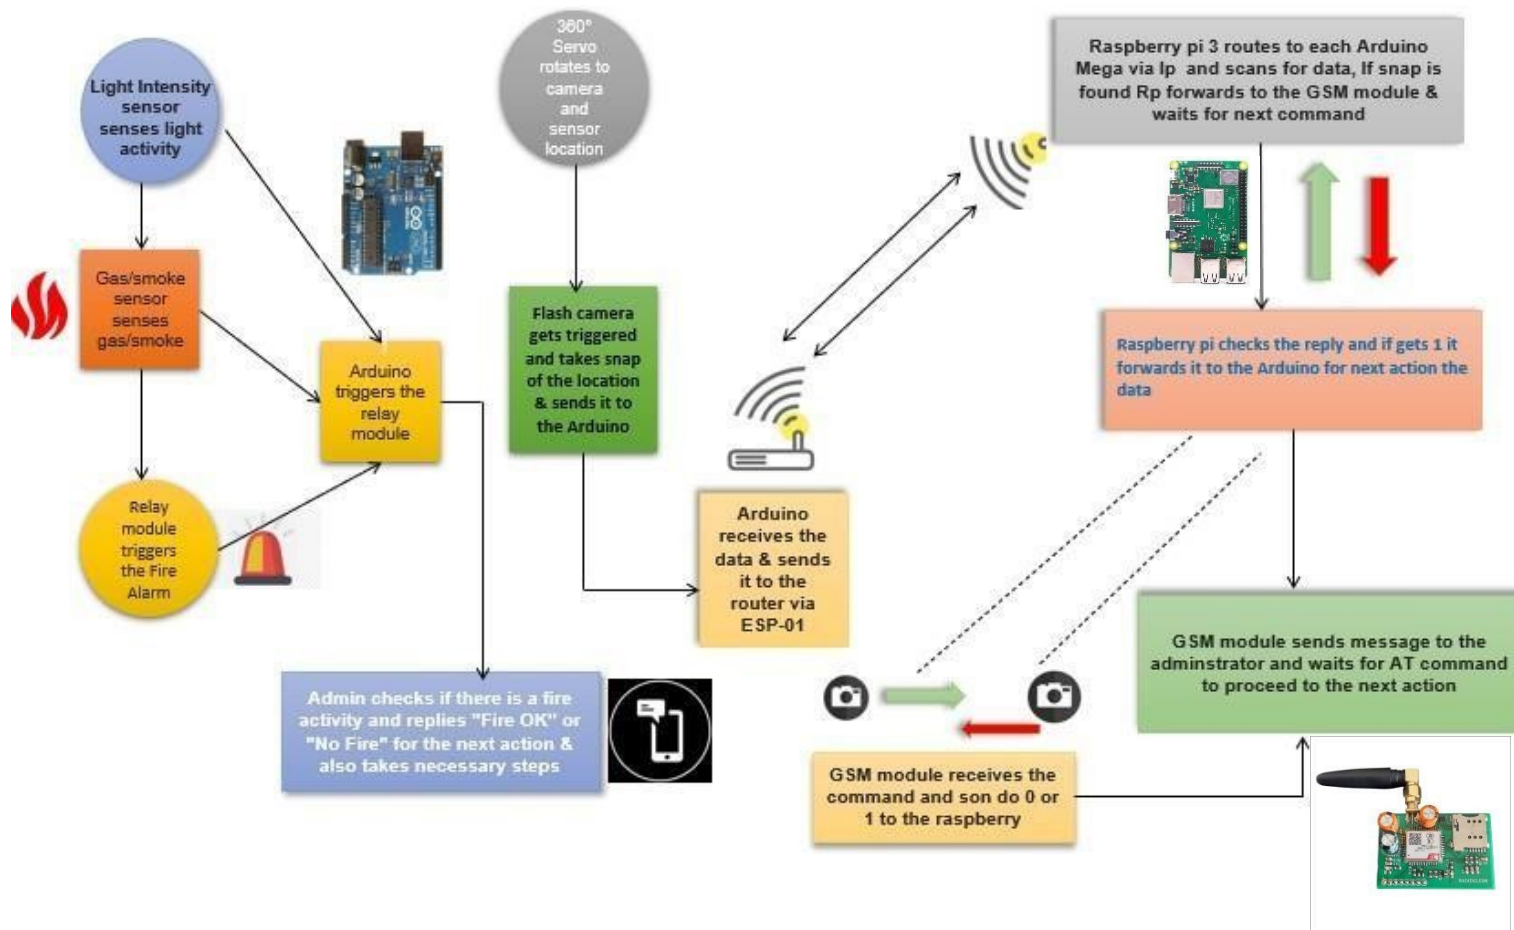 Light Intensity
sensor
senses light
activity
Gas/smoke
sensor
senses
gas/smoke
Relay
module
triggers
the Fire
Alarm
Arduino
triggers the
relay
module
Admin checks if there is a fire
activity and replies "Fire OK" or
"No Fire" for the next action &
also takes necessary steps
360°
Servo
rotates to
camera
and
sensor
location
Flash camera
gets triggered
and takes snap
of the location
& sends it to
the Arduino
Arduino
receives the
data & sends
it to the
router via
ESP-01
Raspberry pi 3 routes to each Arduino
Mega via Ip and scans for data, If snap is
found Rp forwards to the GSM module &
waits for next command
Raspberry pi checks the reply and if gets 1 it
forwards it to the Arduino for next action the
data
GSM module sends message to the
adminstrator and waits for AT command
to proceed to the next action
GSM module receives the
command and son do 0 or
1 to the raspberry